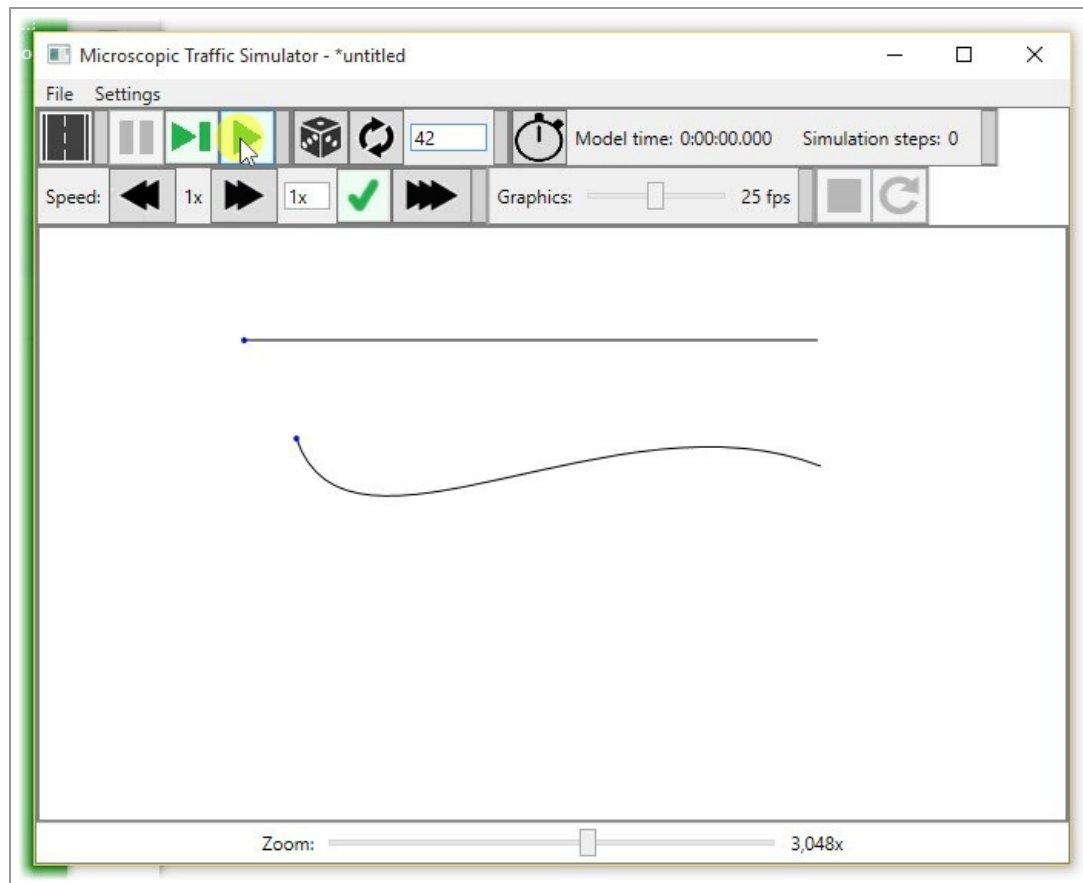 Microscopic Traffic Simulator - *untitled
File Settings
42 Model time: 0:00:00.000 Simulation steps: 0
Speed: 1x 1x Graphics: 25 fps
Zoom: 3,048x